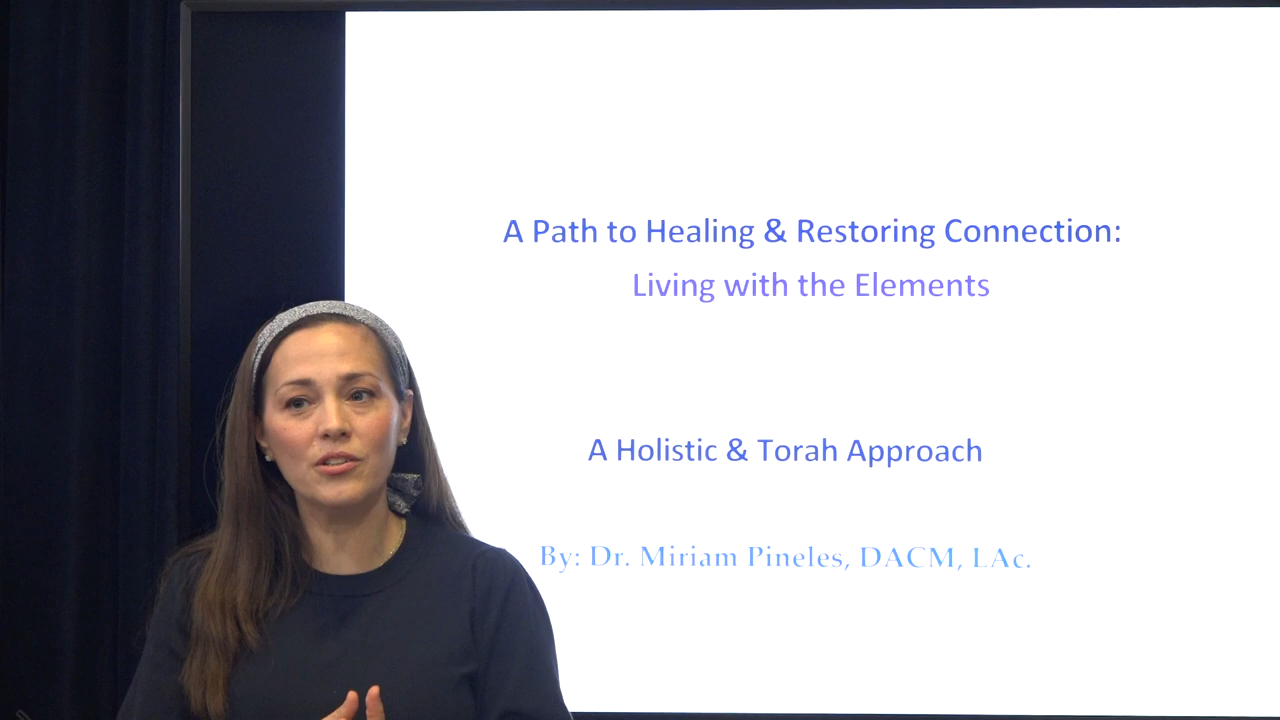 A Path to Healing & Restoring Connection:
Living with the Elements
A Holistic & Torah Approach
By: Dr. Miriam Pineles, DACM, LAc.